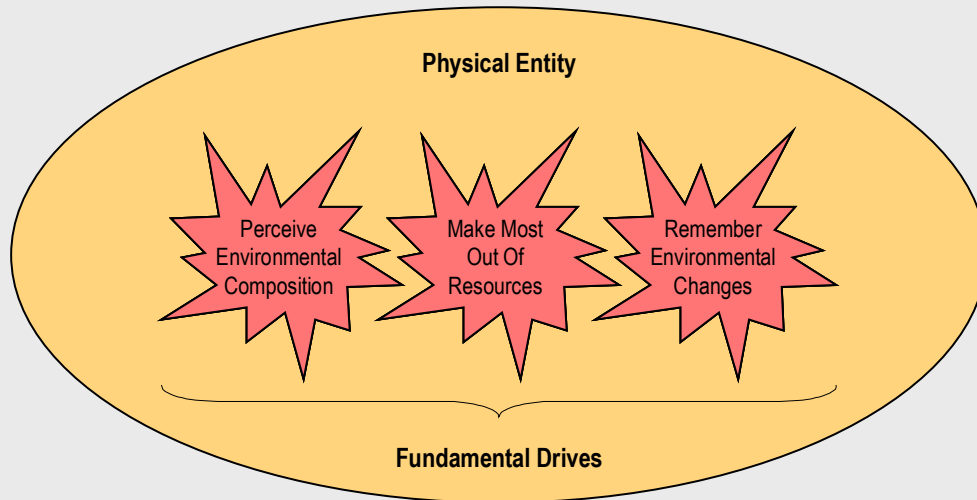 Physical Entity
Perceive
Environmental
Composition
Make Most
Out Of
Resources
Remember
Environmental
Changes
Fundamental Drives